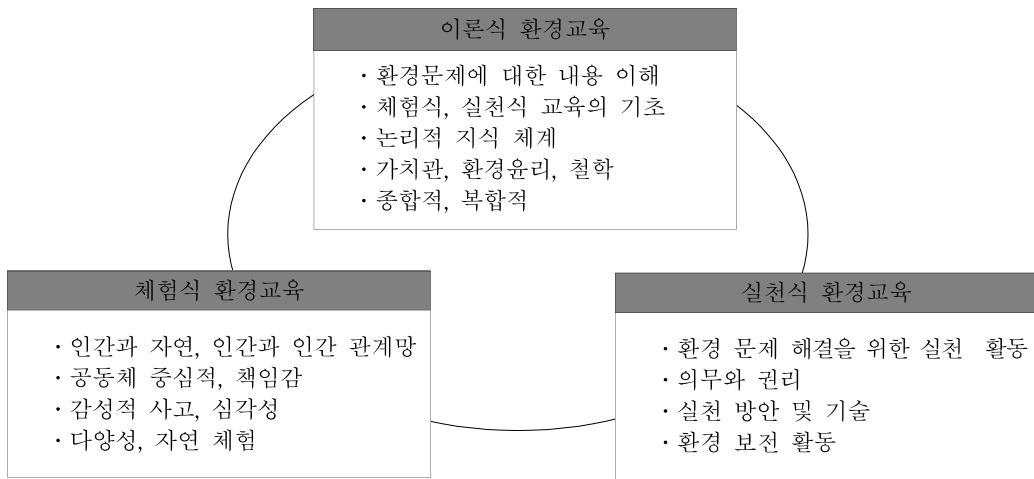 이론식 환경교육
· 환경문제에 대한 내용 이해
· 체험식, 실천식 교육의 기초
· 논리적 지식 체계
· 가치관, 환경윤리, 철학
· 종합적, 복합적
체험식 환경교육
· 인간과 자연, 인간과 인간 관계망
· 공동체 중심적, 책임감
· 감성적 사고, 심각성
· 다양성, 자연 체험
실천식 환경교육
· 환경 문제 해결을 위한 실천 활동
· 의무와 권리
· 실천 방안 및 기술
· 환경 보전 활동